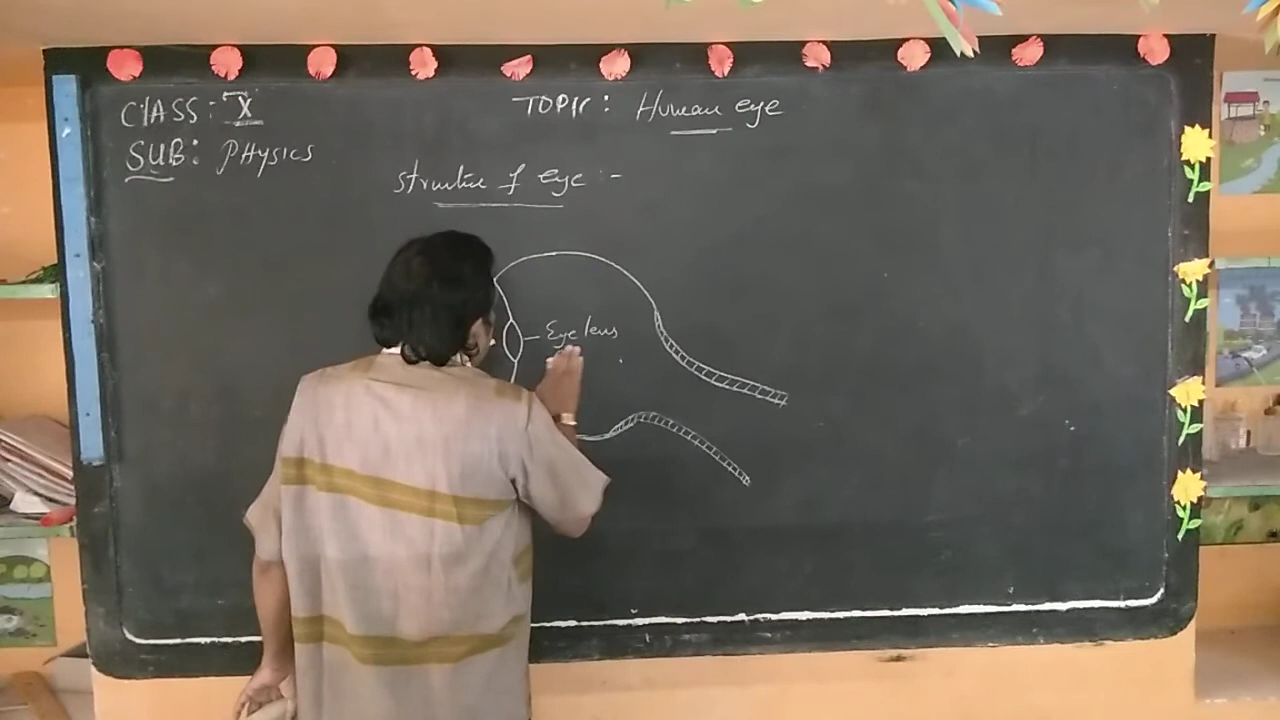 CLASS: X
TOPIC: Human eye
SUB: PHYSICS
structure of eye :-
Eye lens